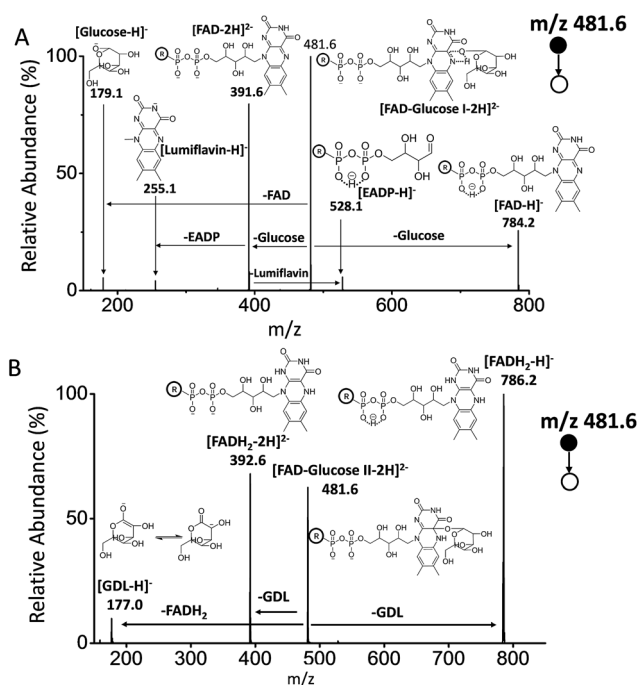 A
[Glucose-H]-
179.1
[FAD-2H]2-
391.6
481.6
[FAD-Glucose I-2H]2-
m/z 481.6
[Lumiflavin-H]-
255.1
[EADP-H]-
528.1
[FAD-H]-
784.2
-FAD
-EADP
-Glucose
-Glucose
-Lumiflavin
Relative Abundance (%)
100
50
0
200
400
600
800
m/z
B
[FADH2-2H]2-
392.6
[FADH2-H]-
786.2
m/z 481.6
[FAD-Glucose II-2H]2-
481.6
[GDL-H]-
177.0
-FADH2
-GDL
-GDL
Relative Abundance (%)
100
50
0
200
300
400
500
600
700
800
m/z